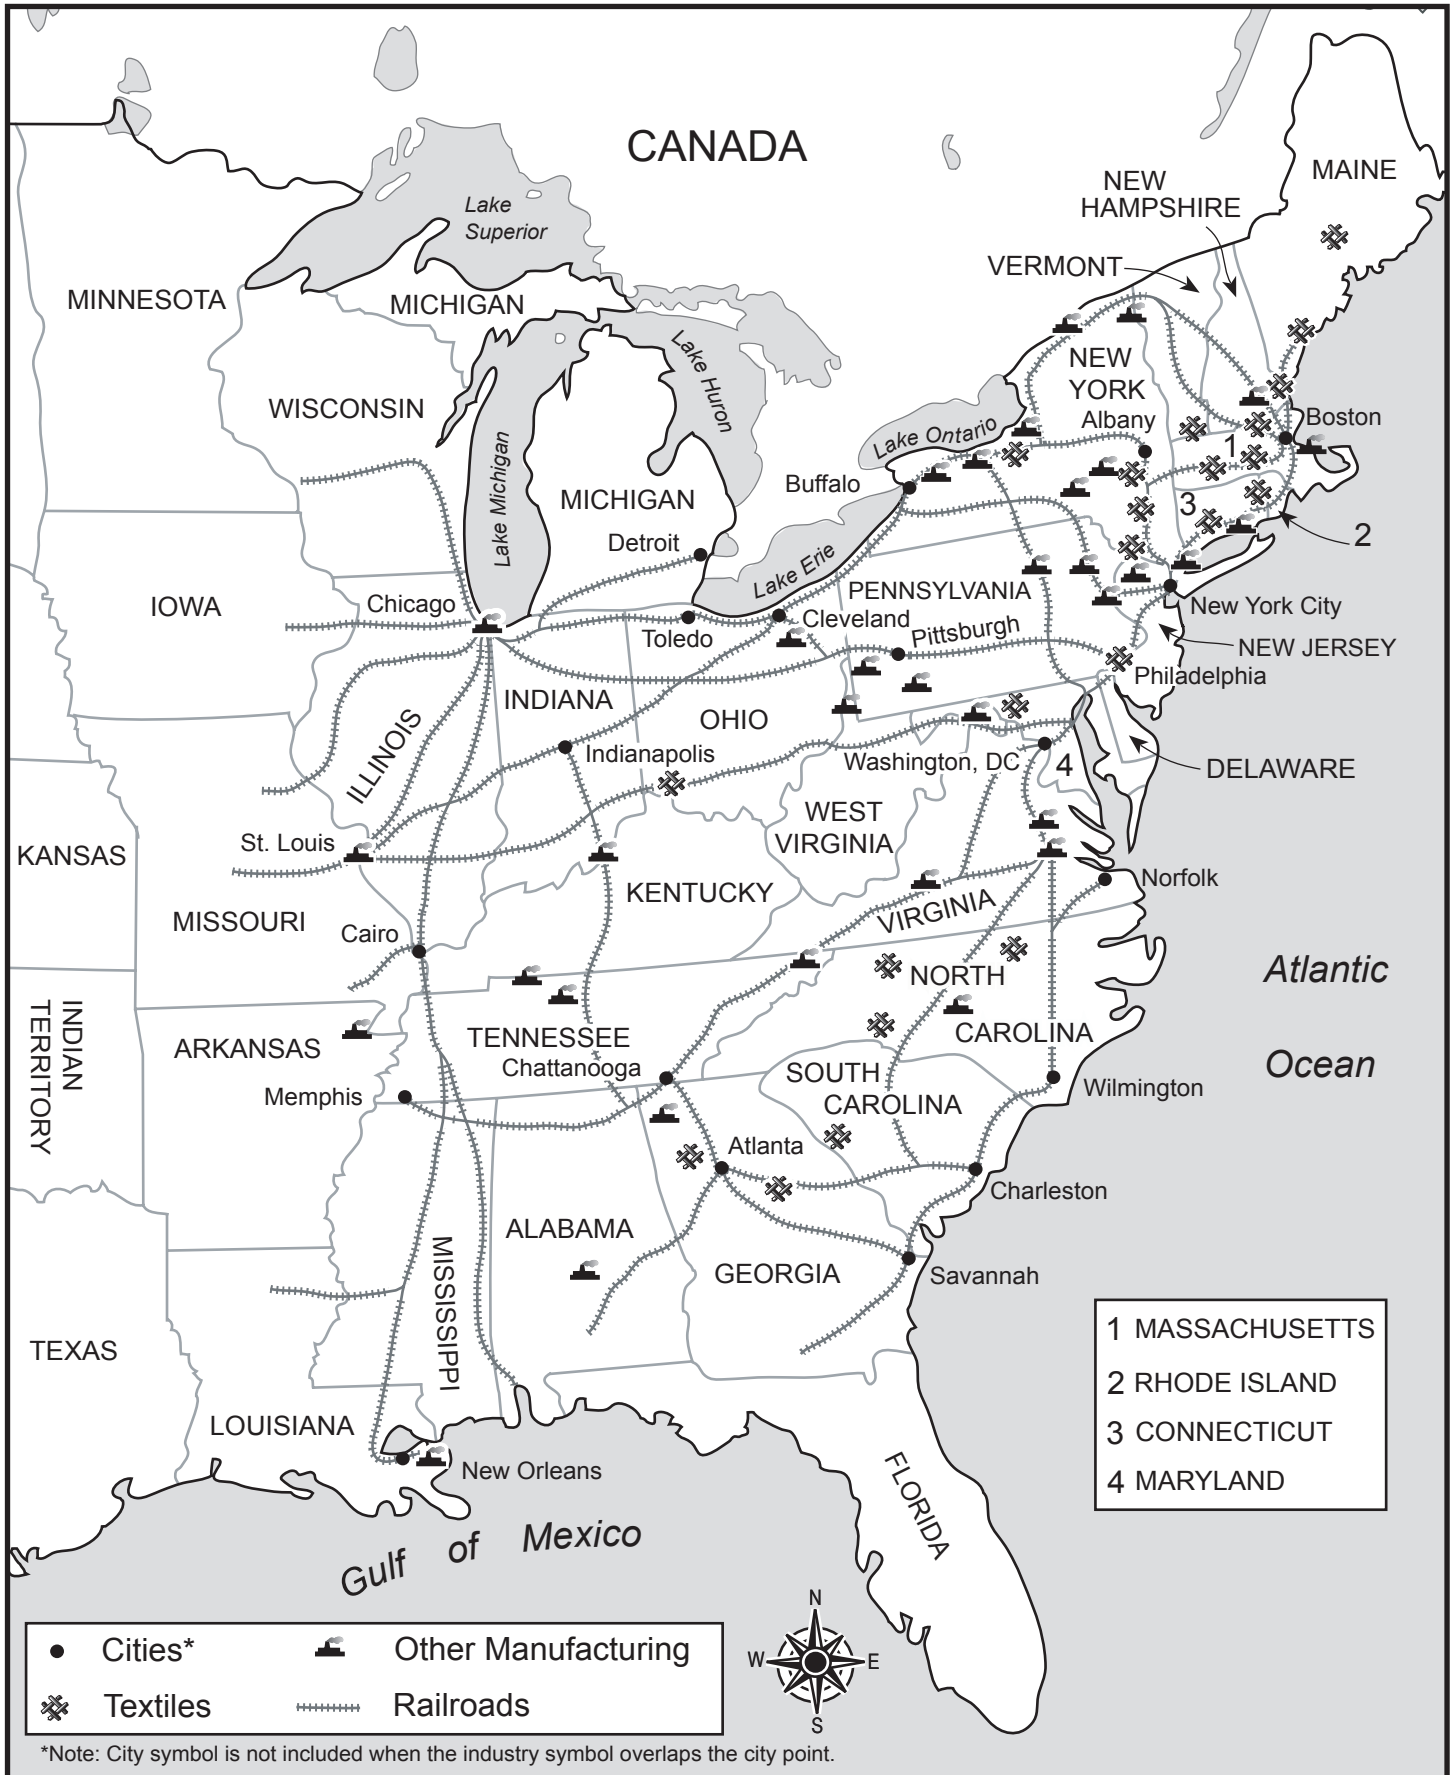 CANADA
MAINE
NEW
HAMPSHIRE
VERMONT
Lake
Superior
MINNESOTA
MICHIGAN
Lake Huron
NEW
YORK
WISCONSIN
Albany
Boston
Lake Ontario
1
Lake Michigan
MICHIGAN
Buffalo
3
2
Detroit
Lake Erie
PENNSYLVANIA
IOWA
Chicago
New York City
Toledo
Cleveland
Pittsburgh
NEW JERSEY
Philadelphia
INDIANA
OHIO
ILLINOIS
Indianapolis
Washington, DC
4
DELAWARE
WEST
VIRGINIA
St. Louis
KANSAS
KENTUCKY
Norfolk
VIRGINIA
MISSOURI
Cairo
NORTH
CAROLINA
Atlantic
Ocean
INDIAN
TERRITORY
ARKANSAS
TENNESSEE
Chattanooga
SOUTH
CAROLINA
Wilmington
Memphis
Atlanta
Charleston
ALABAMA
MISSISSIPPI
GEORGIA
Savannah
TEXAS
LOUISIANA
New Orleans
FLORIDA
Gulf of Mexico
1 MASSACHUSETTS
2 RHODE ISLAND
3 CONNECTICUT
4 MARYLAND
N
W E
S
Cities* Other Manufacturing
Textiles Railroads
*Note: City symbol is not included when the industry symbol overlaps the city point.